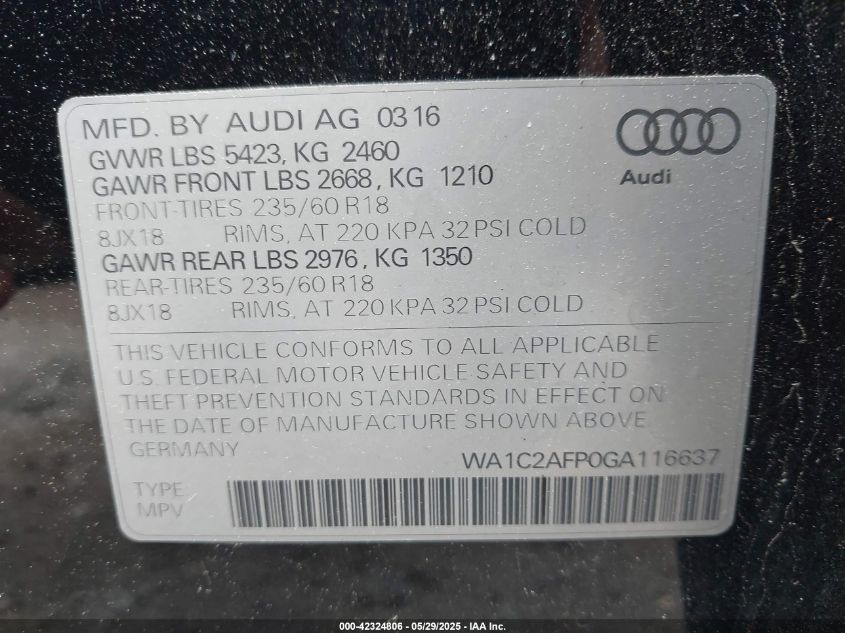 MFD. BY AUDI AG 03 16
GVWR LBS 5423, KG 2460
GAWR FRONT LBS 2668, KG 1210
FRONT-TIRES 235/60 R18
8JX18 RIMS, AT 220 KPA 32 PSI COLD
GAWR REAR LBS 2976, KG 1350
REAR-TIRES 235/60 R18
8JX18 RIMS, AT 220 KPA 32 PSI COLD
Audi
THIS VEHICLE CONFORMS TO ALL APPLICABLE
U.S. FEDERAL MOTOR VEHICLE SAFETY AND
THEFT PREVENTION STANDARDS IN EFFECT ON
THE DATE OF MANUFACTURE SHOWN ABOVE
GERMANY
WA1C2AFP0GA116637
TYPE
MPV
000-42324806 - 05/29/2025 - IAA Inc.